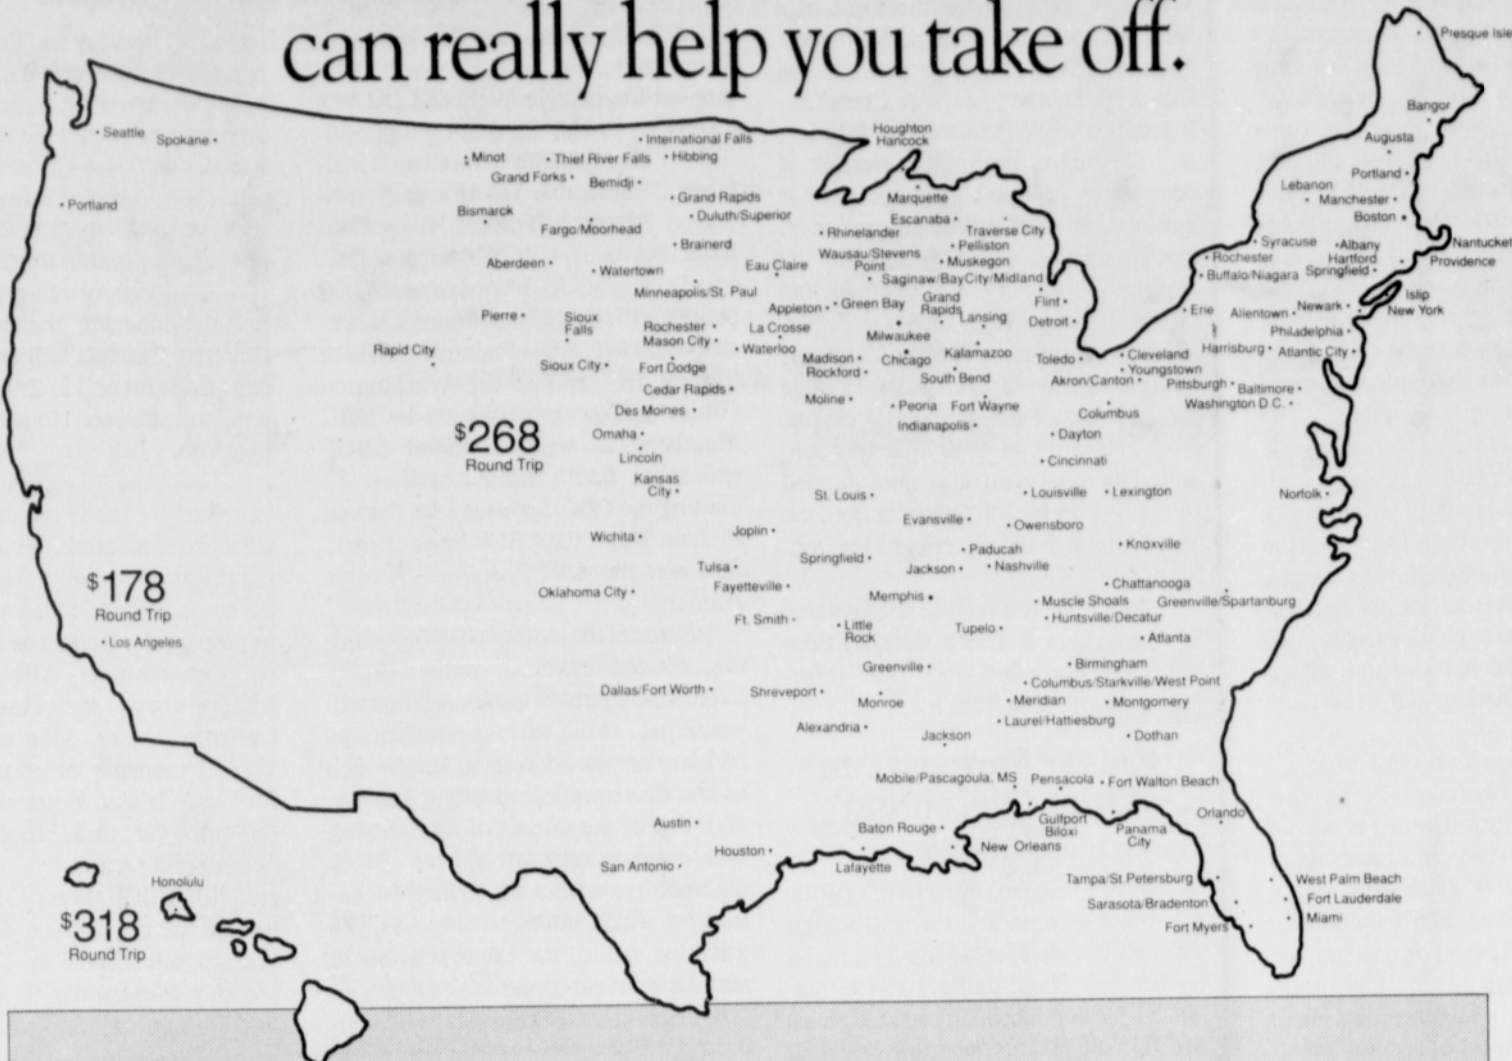 can really help you take off.
Presque Isle
Bangor
Augusta
Portland
Lebanon
Manchester
Boston
Seattle
Spokane
International Falls
Houghton
Hancock
Minot
Thief River Falls
Hibbing
Grand Forks
Bemidji
Portland
Bismarck
Grand Rapids
Duluth/Superior
Marquette
Escanaba
Fargo/Moorhead
Rhinelander
Traverse City
Brainerd
Pellston
Wausau/Stevens
Point
Muskegon
Syracuse
Albany
Nantucket
Rochester
Hartford
Providence
Buffalo/Niagara
Springfield
Aberdeen
Watertown
Eau Claire
Saginaw/BayCity/Midland
Minneapolis/St. Paul
Appleton
Green Bay
Grand
Rapids
Flint
Islip
Newark
New York
Erie
Allentown
Pierre
Sioux
Falls
Rochester
La Crosse
Lansing
Detroit
Mason City
Milwaukee
Philadelphia
Rapid City
Waterloo
Madison
Chicago
Kalamazoo
Toledo
Cleveland
Harrisburg
Atlantic City
Sioux City
Fort Dodge
Rockford
Youngstown
South Bend
Akron/Canton
Pittsburgh
Baltimore
Cedar Rapids
Moline
Peoria
Fort Wayne
Washington D.C.
Des Moines
Columbus
Indianapolis
Omaha
Dayton
$268
Round Trip
Lincoln
Cincinnati
Kansas
City
St. Louis
Louisville
Lexington
Norfolk
Evansville
Owensboro
Wichita
Joplin
Springfield
Paducah
Knoxville
Tulsa
Jackson
Nashville
$178
Round Trip
Fayetteville
Chattanooga
Oklahoma City
Memphis
Muscle Shoals
Greenville/Spartanburg
Ft. Smith
Little
Rock
Tupelo
Huntsville/Decatur
Los Angeles
Atlanta
Greenville
Birmingham
Dallas/Fort Worth
Shreveport
Columbus/Starkville/West Point
Monroe
Meridian
Montgomery
Alexandria
Laurel/Hattiesburg
Jackson
Dothan
Mobile/Pascagoula, MS
Pensacola
Fort Walton Beach
Austin
Baton Rouge
Gulfport
Biloxi
Panama
City
Orlando
Houston
New Orleans
San Antonio
Lafayette
Honolulu
Tampa/St. Petersburg
West Palm Beach
Sarasota/Bradenton
Fort Lauderdale
$318
Round Trip
Miami
Fort Myers